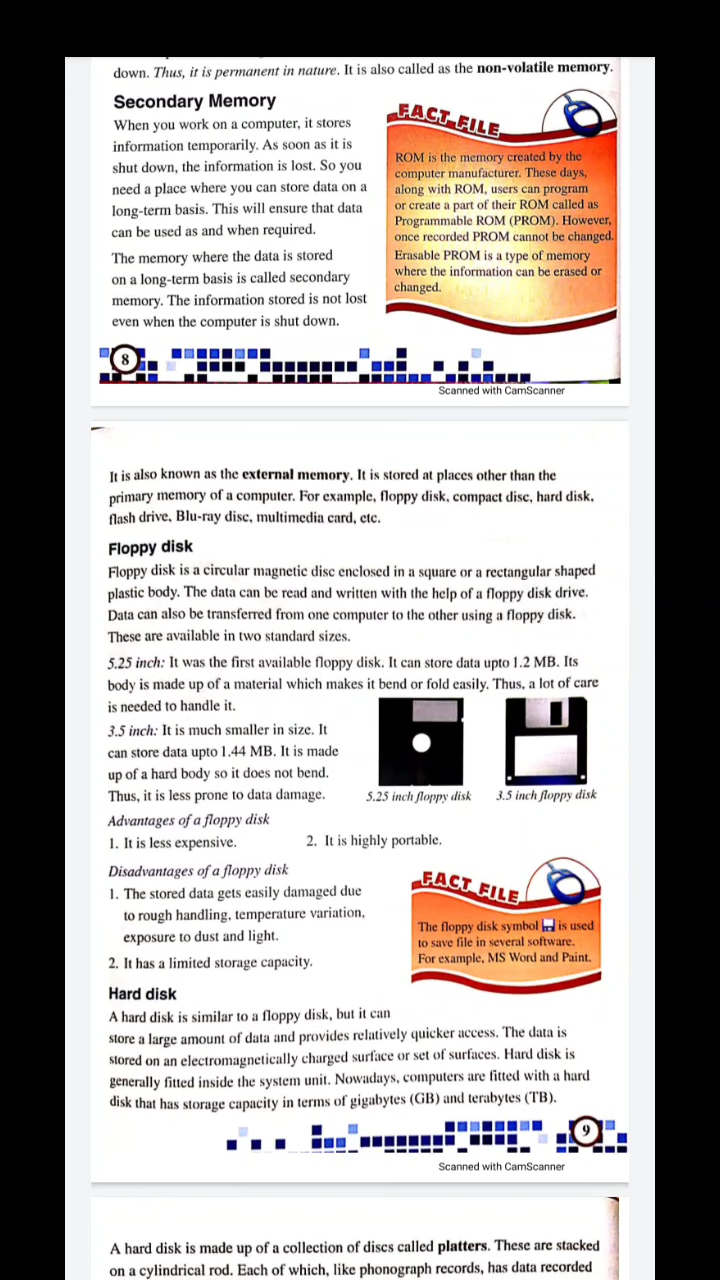 down. Thus, it is permanent in nature. It is also called as the non-volatile memory.
Secondary Memory
When you work on a computer, it stores
information temporarily. As soon as it is
shut down, the information is lost. So you
need a place where you can store data on a
long-term basis. This will ensure that data
can be used as and when required.
The memory where the data is stored
on a long-term basis is called secondary
memory. The information stored is not lost
even when the computer is shut down.
FACT FILE
ROM is the memory created by the
computer manufacturer. These days,
along with ROM, users can program
or create a part of their ROM called as
Programmable ROM (PROM). However,
once recorded PROM cannot be changed.
Erasable PROM is a type of memory
where the information can be erased or
changed.
8
Scanned with CamScanner
It is also known as the external memory. It is stored at places other than the
primary memory of a computer. For example, floppy disk, compact disc, hard disk,
flash drive, Blu-ray disc, multimedia card, etc.
Floppy disk
Floppy disk is a circular magnetic disc enclosed in a square or a rectangular shaped
plastic body. The data can be read and written with the help of a floppy disk drive.
Data can also be transferred from one computer to the other using a floppy disk.
These are available in two standard sizes.
5.25 inch: It was the first available floppy disk. It can store data upto 1.2 MB. Its
body is made up of a material which makes it bend or fold easily. Thus, a lot of care
is needed to handle it.
3.5 inch: It is much smaller in size. It
can store data upto 1.44 MB. It is made
up of a hard body so it does not bend.
Thus, it is less prone to data damage.
5.25 inch floppy disk
3.5 inch floppy disk
Advantages of a floppy disk
1. It is less expensive.
2. It is highly portable.
Disadvantages of a floppy disk
1. The stored data gets easily damaged due
to rough handling, temperature variation,
exposure to dust and light.
2. It has a limited storage capacity.
FACT FILE
The floppy disk symbol is used
to save file in several software.
For example, MS Word and Paint.
Hard disk
A hard disk is similar to a floppy disk, but it can
store a large amount of data and provides relatively quicker access. The data is
stored on an electromagnetically charged surface or set of surfaces. Hard disk is
generally fitted inside the system unit. Nowadays, computers are fitted with a hard
disk that has storage capacity in terms of gigabytes (GB) and terabytes (TB).
9
Scanned with CamScanner
A hard disk is made up of a collection of discs called platters. These are stacked
on a cylindrical rod. Each of which, like phonograph records, has data recorded